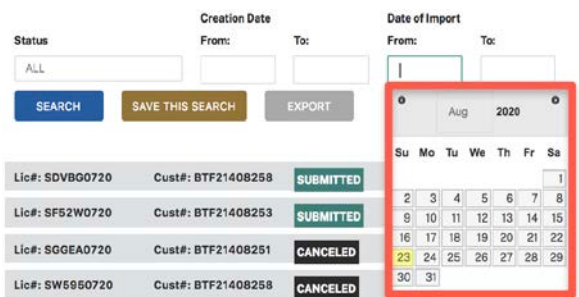 Creation Date
Date of Import
Status
From:
To:
From:
To:
ALL
SEARCH
SAVE THIS SEARCH
EXPORT
Aug 2020
Su Mo Tu We Th Fr Sa
1
2 3 4 5 6 7 8
9 10 11 12 13 14 15
16 17 18 19 20 21 22
23 24 25 26 27 28 29
30 31
Lic#: SDVBG0720 Cust#: BTF21408258 SUBMITTED
Lic#: SF52W0720 Cust#: BTF21408253 SUBMITTED
Lic#: SGGEA0720 Cust#: BTF21408251 CANCELED
Lic#: SW5950720 Cust#: BTF21408258 CANCELED